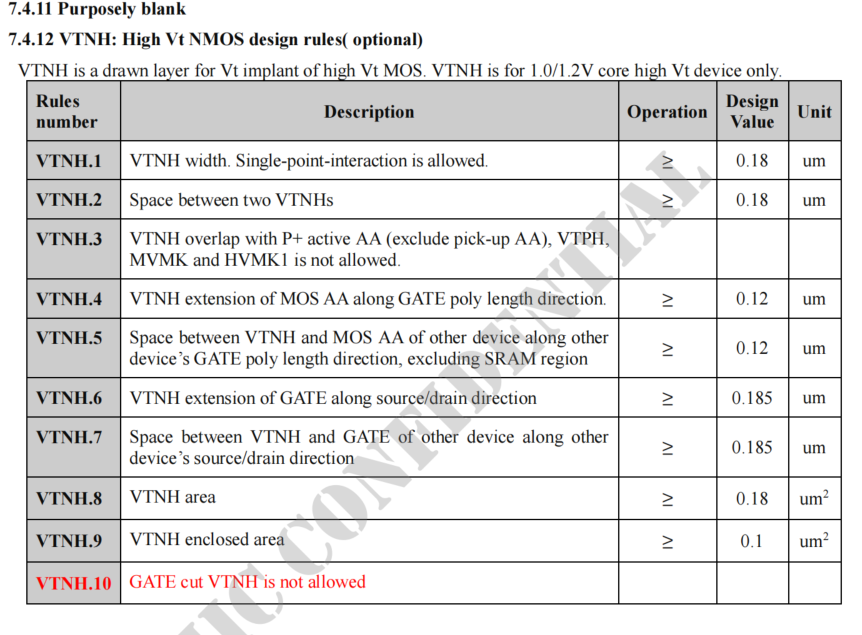 7.4.11 Purposely blank
7.4.12 VTNH: High Vt NMOS design rules( optional)
VTNH is a drawn layer for Vt implant of high Vt MOS. VTNH is for 1.0/1.2V core high Vt device only.
Rules number Description Operation Design Value Unit
VTNH.1 VTNH width. Single-point-interaction is allowed. ≥ 0.18 um
VTNH.2 Space between two VTNHs ≥ 0.18 um
VTNH.3 VTNH overlap with P+ active AA (exclude pick-up AA), VTPH,
MVMK and HVMK1 is not allowed.
VTNH.4 VTNH extension of MOS AA along GATE poly length direction. ≥ 0.12 um
VTNH.5 Space between VTNH and MOS AA of other device along other
device's GATE poly length direction, excluding SRAM region ≥ 0.12 um
VTNH.6 VTNH extension of GATE along source/drain direction ≥ 0.185 um
VTNH.7 Space between VTNH and GATE of other device along other
device's source/drain direction ≥ 0.185 um
VTNH.8 VTNH area ≥ 0.18 um²
VTNH.9 VTNH enclosed area ≥ 0.1 um²
VTNH.10 GATE cut VTNH is not allowed
CONFIDENTIAL